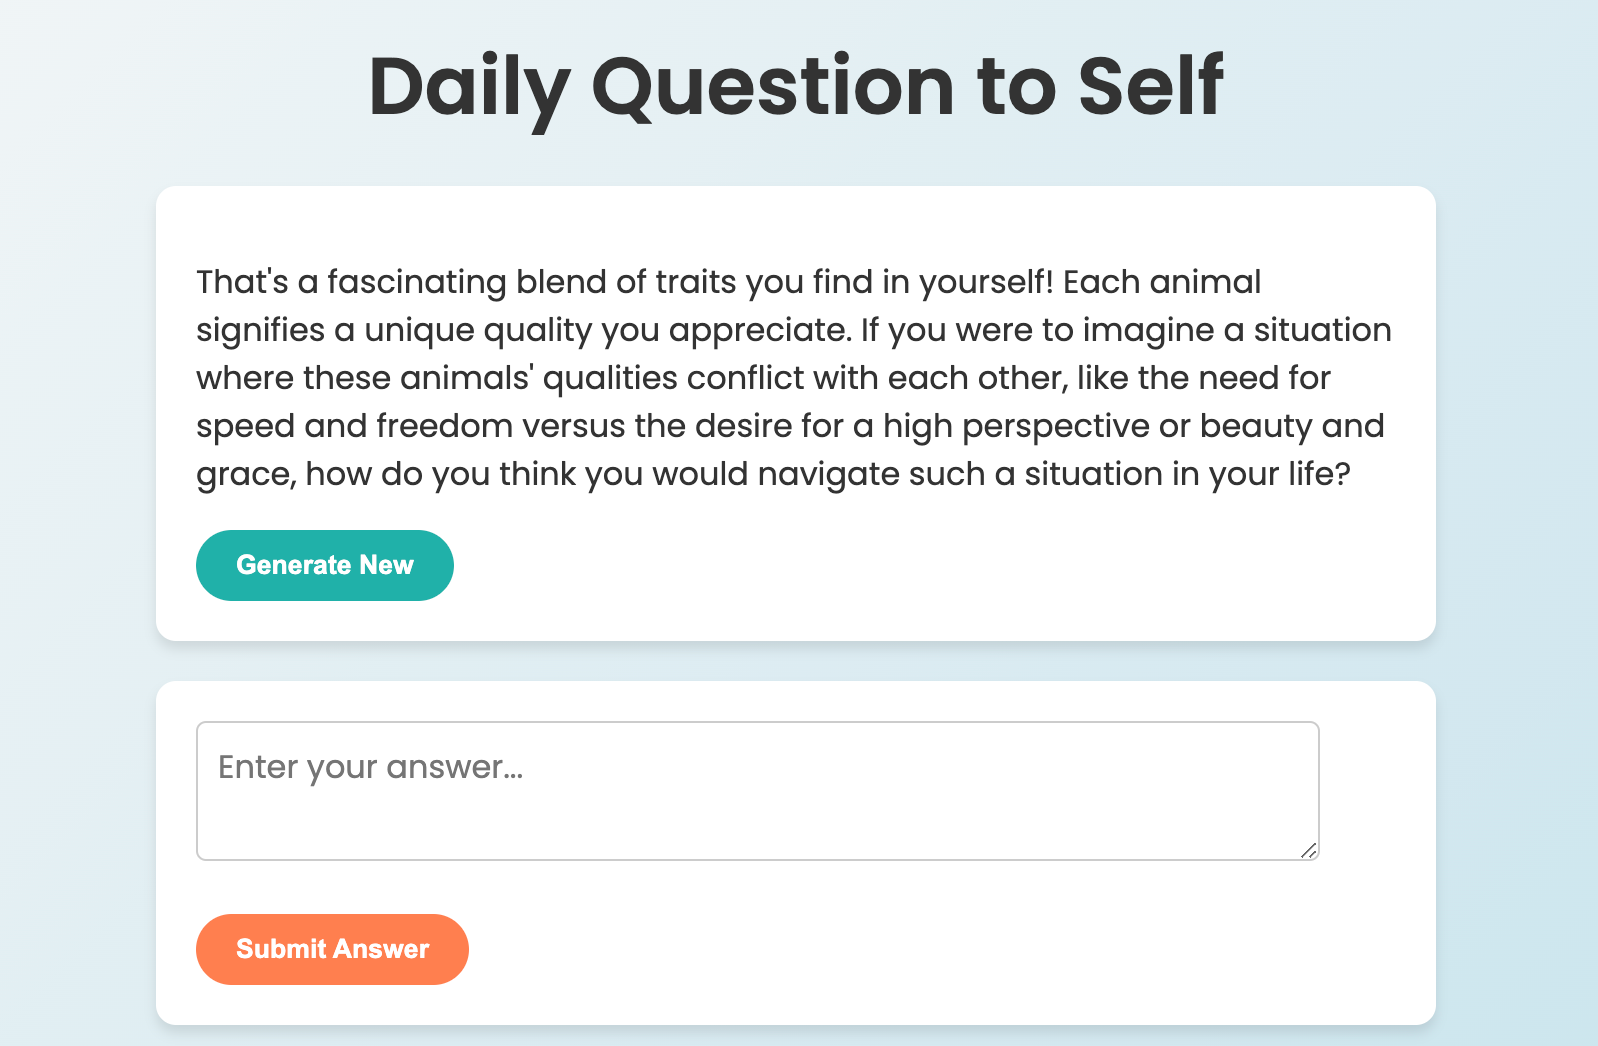 Daily Question to Self
That's a fascinating blend of traits you find in yourself! Each animal
signifies a unique quality you appreciate. If you were to imagine a situation
where these animals' qualities conflict with each other, like the need for
speed and freedom versus the desire for a high perspective or beauty and
grace, how do you think you would navigate such a situation in your life?
Generate New
Enter your answer...
Submit Answer